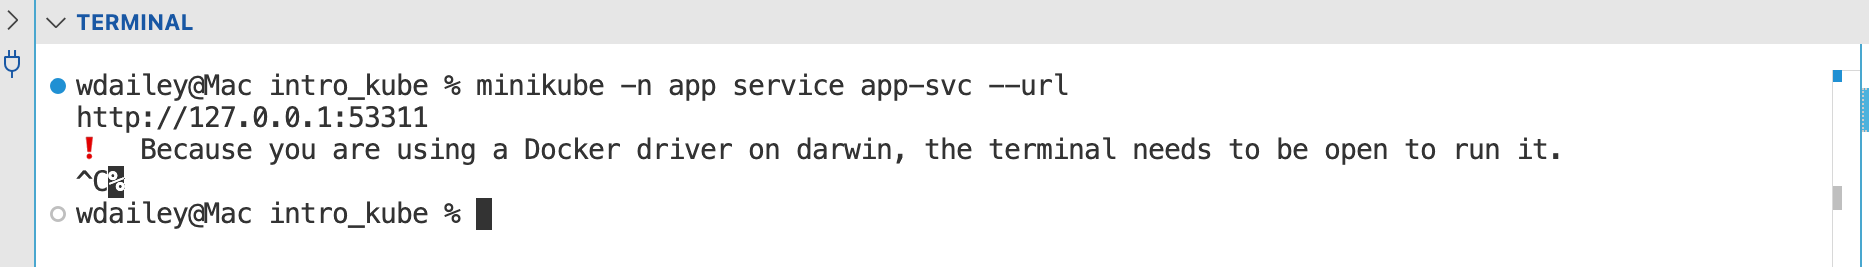 TERMINAL
wdailey@Mac intro_kube % minikube -n app service app-svc --url
http://127.0.0.1:53311
❗  Because you are using a Docker driver on darwin, the terminal needs to be open to run it.
^C%
wdailey@Mac intro_kube %